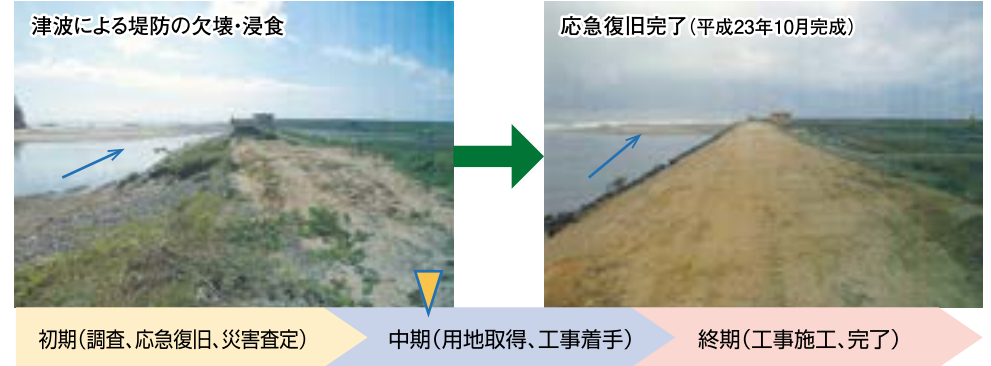 津波による堤防の欠壊・浸食
応急復旧完了（平成23年10月完成）
初期（調査、応急復旧、災害査定）
中期（用地取得、工事着手）
終期（工事施工、完了）